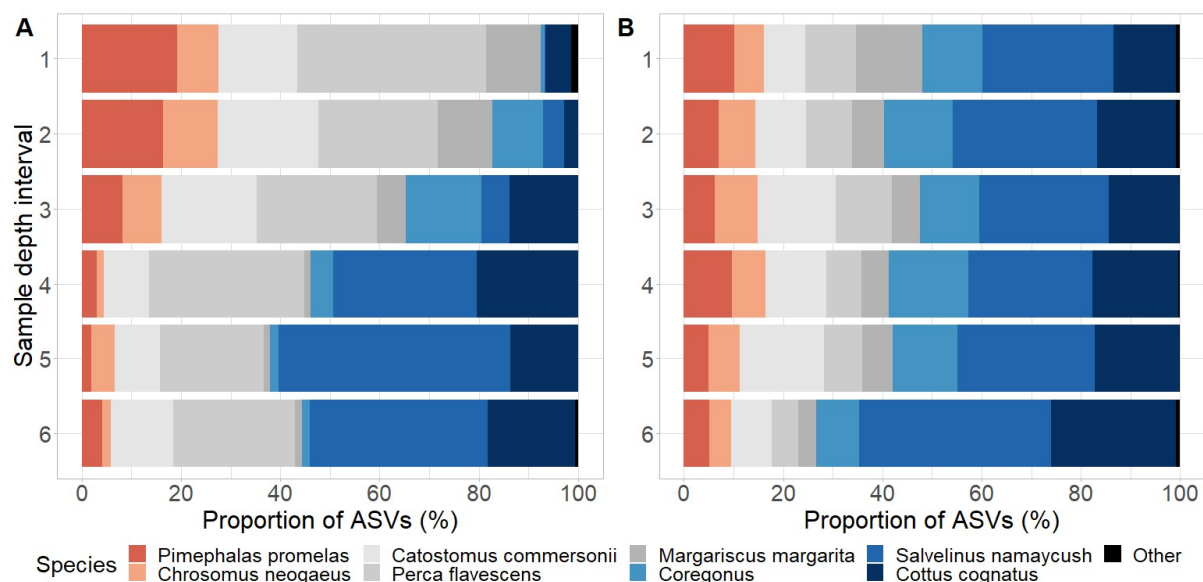 A
B
Sample depth interval
1
2
3
4
5
6
1
2
3
4
5
6
0 20 40 60 80 100
0 20 40 60 80 100
Proportion of ASVs (%)
Proportion of ASVs (%)
Species
Pimephalas promelas
Catostomus commersonii
Margariscus margarita
Salvelinus namaycush
Other
Chrosomus neogaeus
Perca flavescens
Coregonus
Cottus cognatus